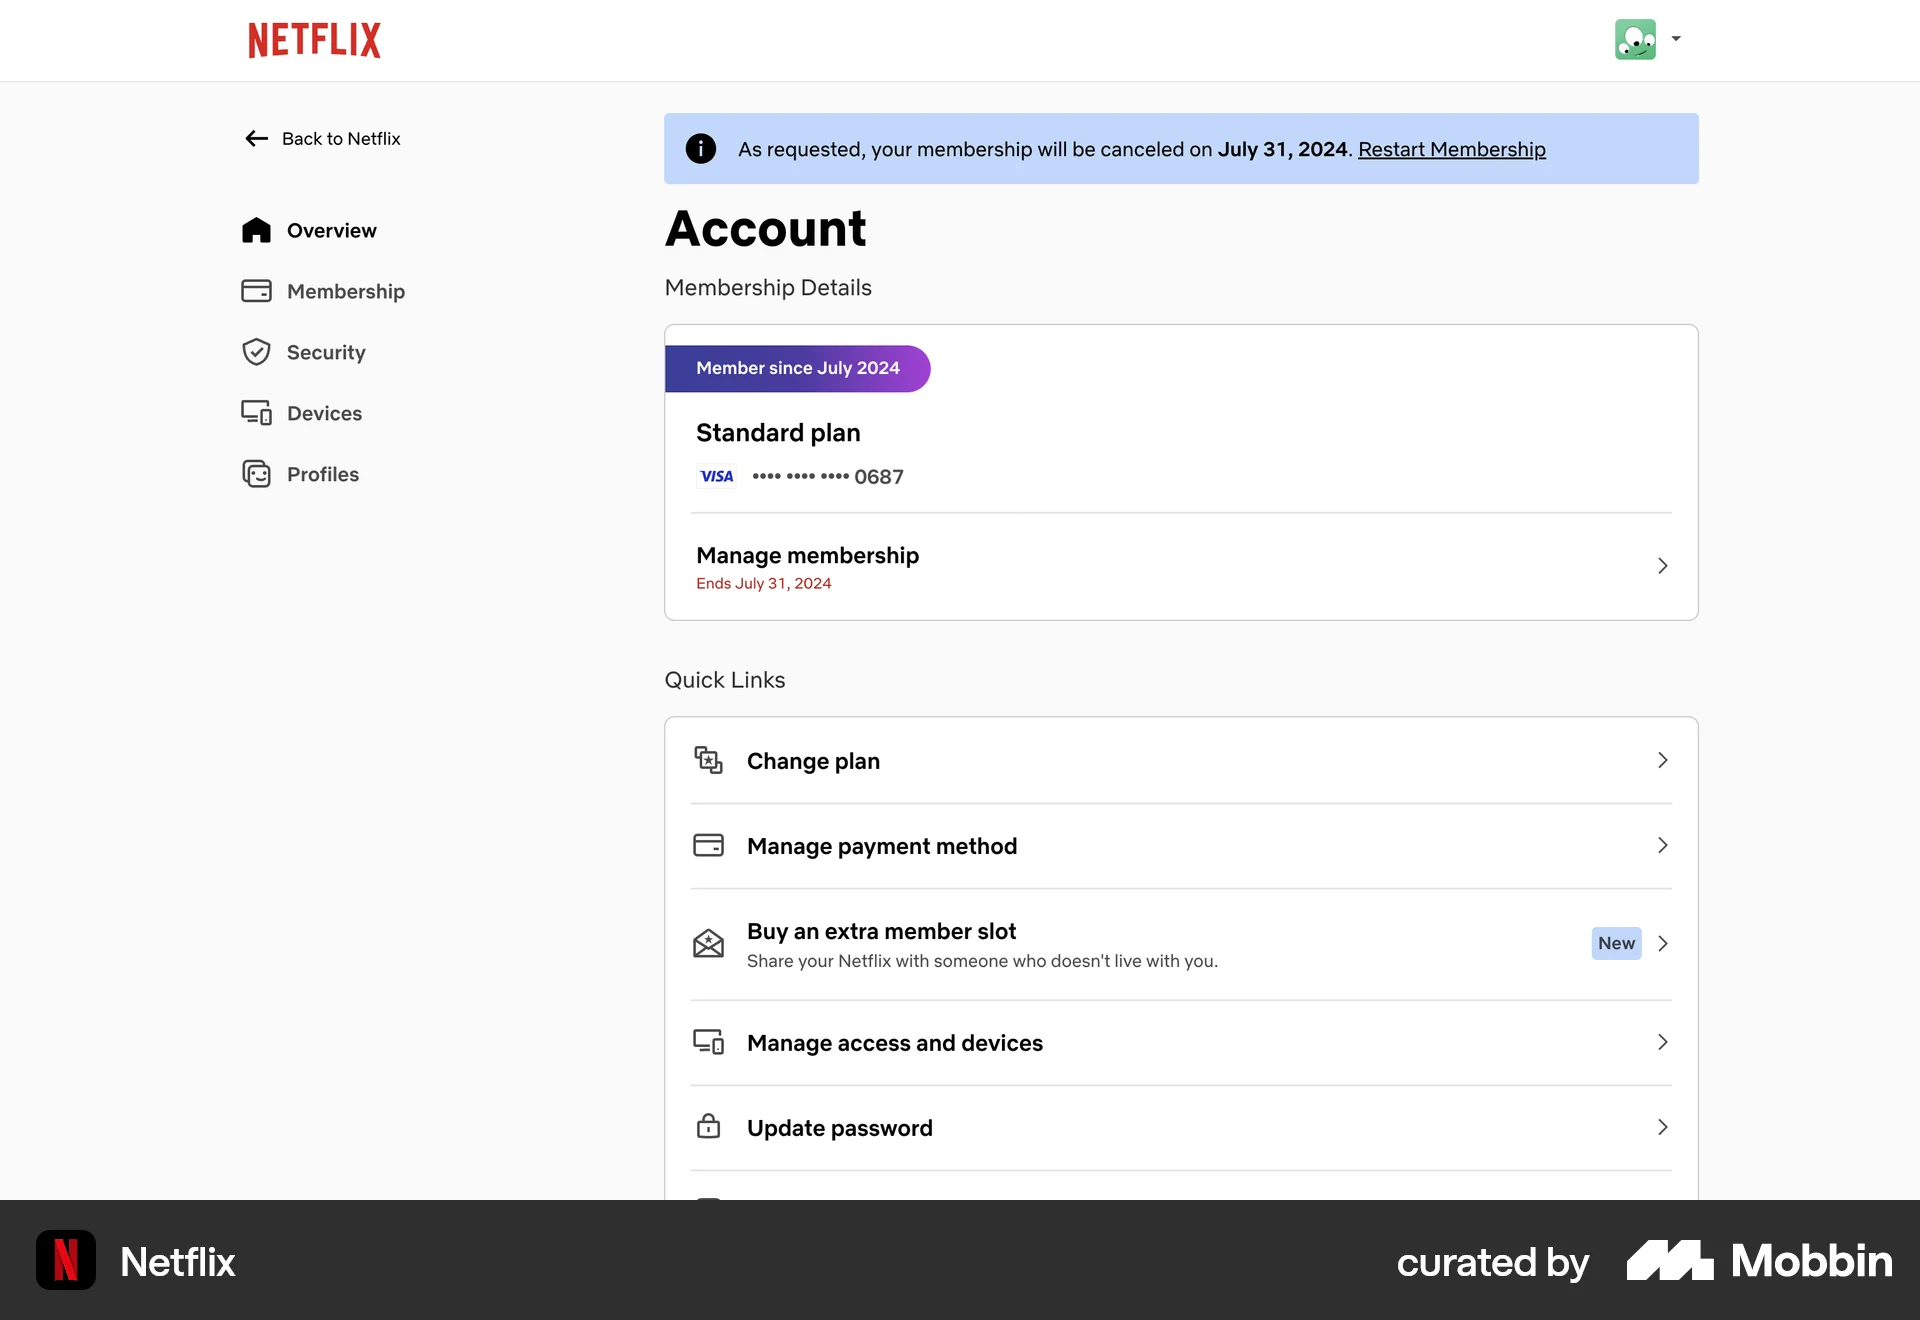 NETFLIX
Back to Netflix
As requested, your membership will be canceled on July 31, 2024. Restart Membership
Overview
Membership
Security
Devices
Profiles
Account
Membership Details
Member since July 2024
Standard plan
VISA •••• •••• •••• 0687
Manage membership
Ends July 31, 2024
Quick Links
Change plan
Manage payment method
Buy an extra member slot
Share your Netflix with someone who doesn't live with you.
New
Manage access and devices
Update password
N Netflix
curated by Mobbin